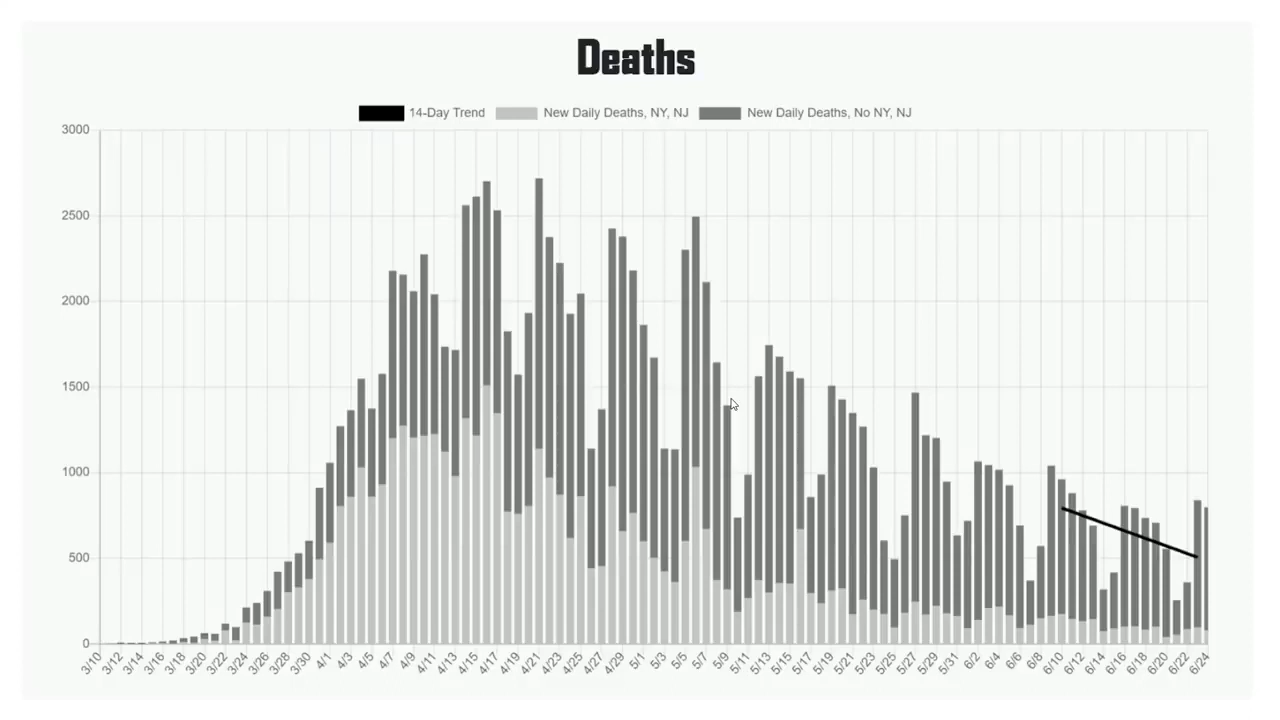 Deaths
14-Day Trend New Daily Deaths, NY, NJ New Daily Deaths, No NY, NJ
3000
2500
2000
1500
1000
500
0
3/10 3/12 3/14 3/16 3/18 3/20 3/22 3/24 3/26 3/28 3/30 4/1 4/3 4/5 4/7 4/9 4/11 4/13 4/15 4/17 4/19 4/21 4/23 4/25 4/27 4/29 5/1 5/3 5/5 5/7 5/9 5/11 5/13 5/15 5/17 5/19 5/21 5/23 5/25 5/27 5/29 5/31 6/2 6/4 6/6 6/8 6/10 6/12 6/14 6/16 6/18 6/20 6/22 6/24